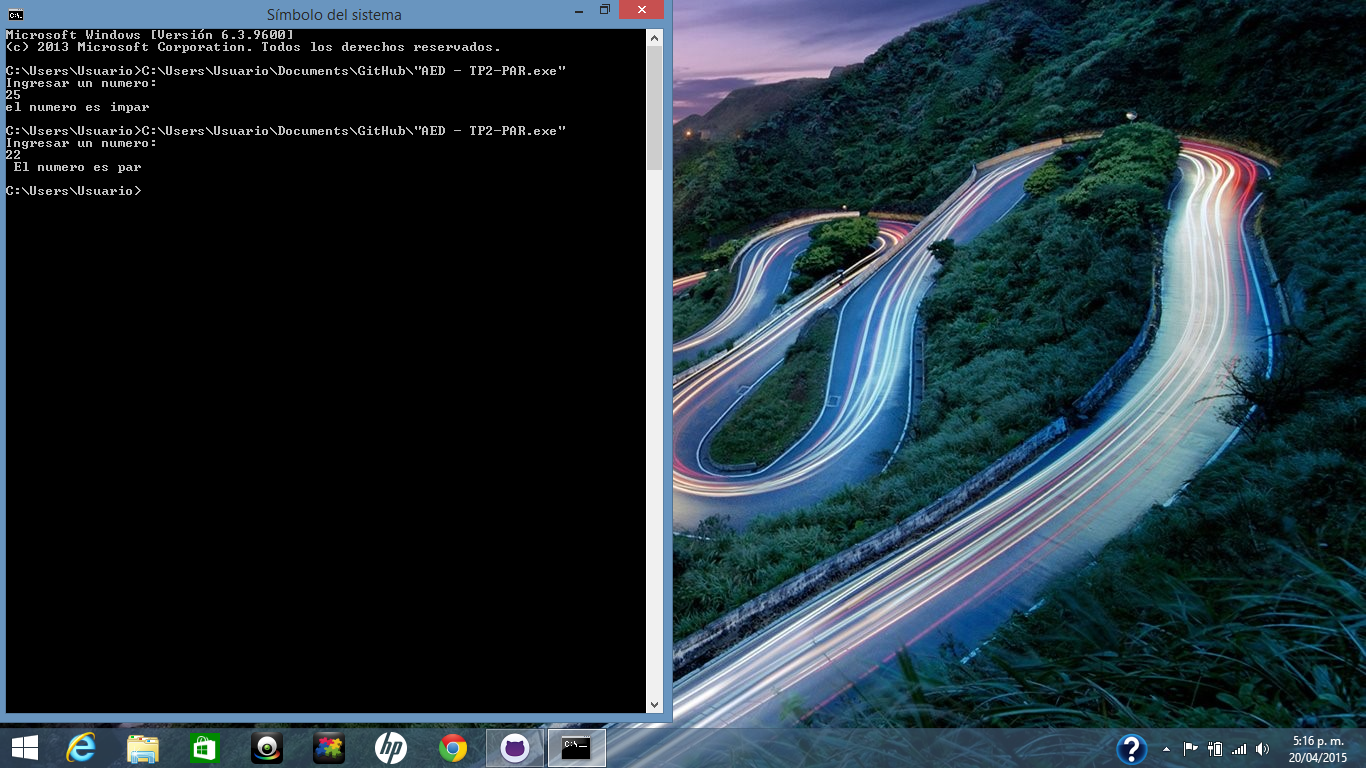 Símbolo del sistema
Microsoft Windows [Versión 6.3.9600]
(c) 2013 Microsoft Corporation. Todos los derechos reservados.
C:\Users\Usuario>C:\Users\Usuario\Documents\GitHub\"AED - TP2-PAR.exe"
Ingresar un numero:
25
el numero es impar
C:\Users\Usuario>C:\Users\Usuario\Documents\GitHub\"AED - TP2-PAR.exe"
Ingresar un numero:
22
 El numero es par
C:\Users\Usuario>
hp
C:\_
?
5:16 p. m.
20/04/2015